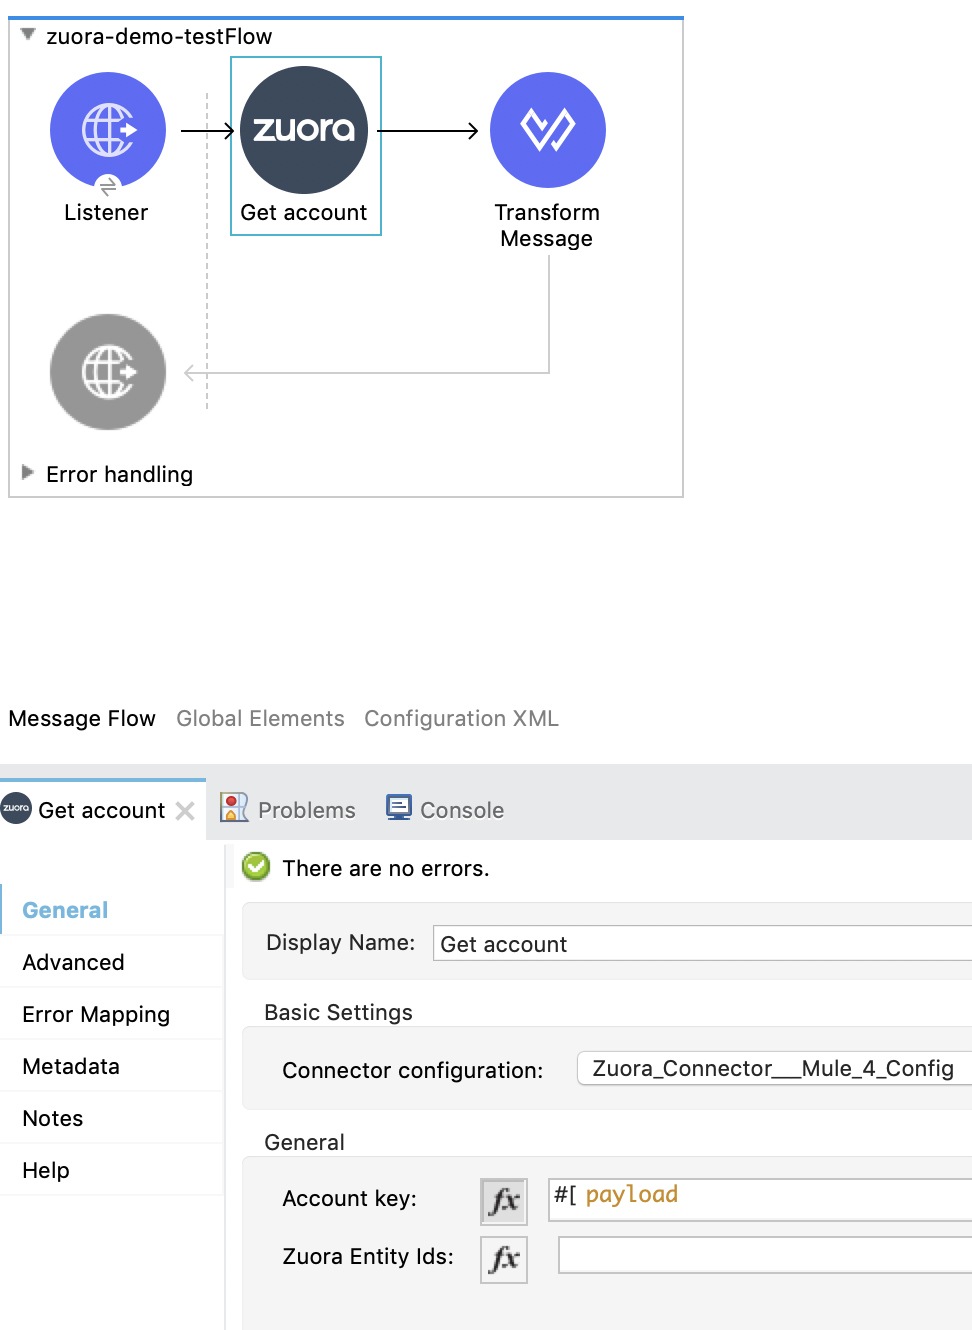 zuora-demo-testFlow
zuora
Listener
Get account
Transform
Message
Error handling
Message Flow Global Elements Configuration XML
zuora Get account Problems Console
There are no errors.
General
Advanced
Error Mapping
Metadata
Notes
Help
Display Name: Get account
Basic Settings
Connector configuration: Zuora_Connector___Mule_4_Config
General
Account key: fx #[ payload
Zuora Entity Ids: fx